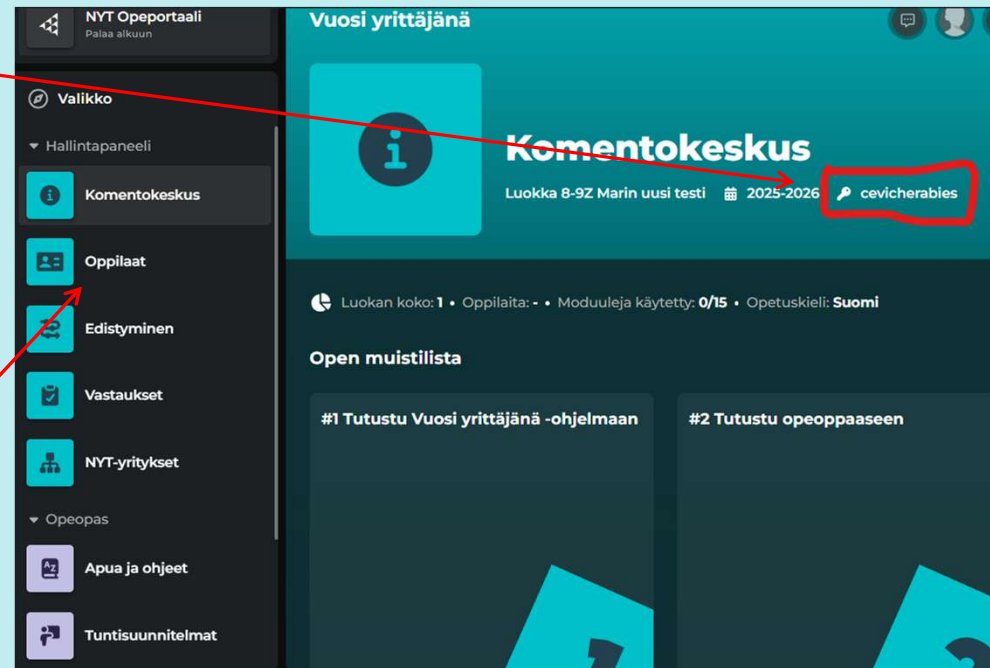 NYT Opeportaali
Palaa alkuun
Valikko
Hallintapaneeli
Komentokeskus
Oppilaat
Edistyminen
Vastaukset
NYT-yritykset
Opeopas
Apua ja ohjeet
Tuntisuunnitelmat
Vuosi yrittäjänä
Komentokeskus
Luokka 8-9Z Marin uusi testi 2025-2026 cevicherabies
Luokan koko: 1 • Oppilaita: - • Moduuleja käytetty: 0/15 • Opetuskieli: Suomi
Open muistilista
#1 Tutustu Vuosi yrittäjänä -ohjelmaan
#2 Tutustu opeoppaaseen